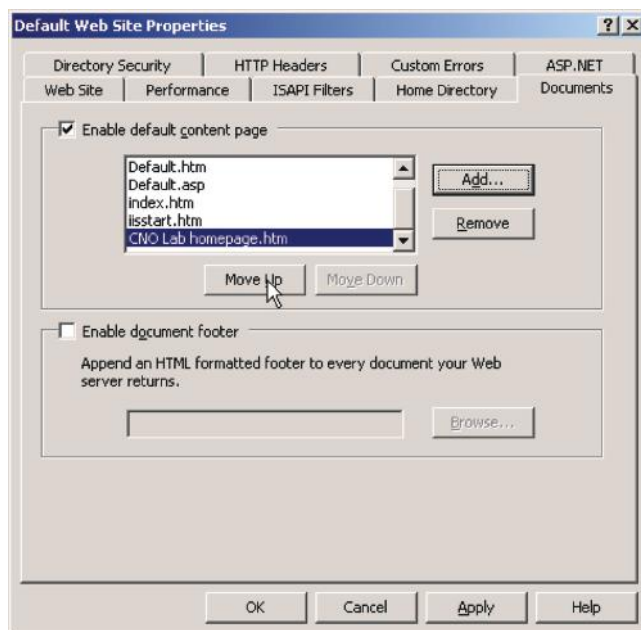 Default Web Site Properties
Directory Security HTTP Headers Custom Errors ASP.NET
Web Site Performance ISAPI Filters Home Directory Documents
Enable default content page
Default.htm
Default.asp
index.htm
iisstart.htm
CNO Lab homepage.htm
Add...
Remove
Move Up Move Down
Enable document footer
Append an HTML formatted footer to every document your Web
server returns.
Browse...
OK Cancel Apply Help